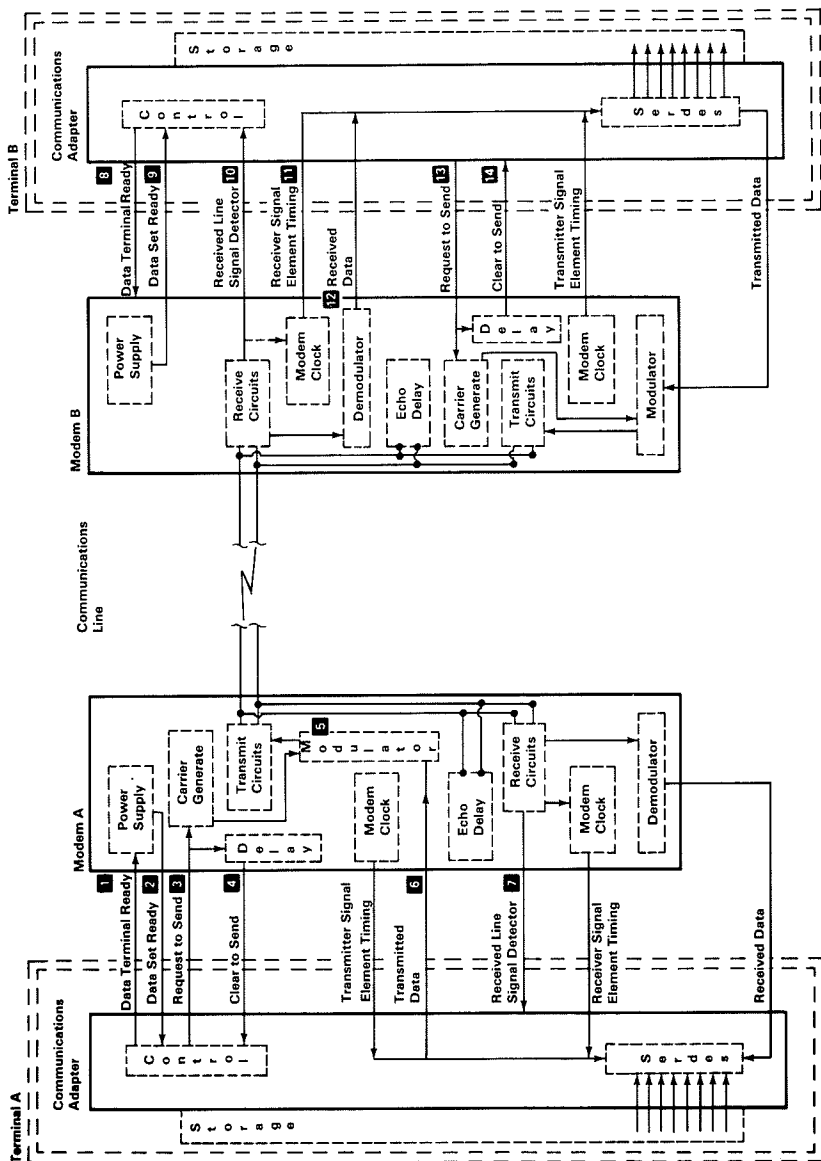 Terminal A
Communications
Adapter
Storage
Control
Serdes
Data Terminal Ready
1
Data Set Ready
2
Request to Send
3
Clear to Send
4
Transmitter Signal
Element Timing
Transmitted
Data
6
Received Line
Signal Detector
7
Receiver Signal
Element Timing
Received Data
Modem A
Power
Supply
Carrier
Generate
Delay
Transmit
Circuits
5
Modulator
Modem
Clock
Echo
Delay
Receive
Circuits
Modem
Clock
Demodulator
Communications
Line
Modem B
Power
Supply
Receive
Circuits
Modem
Clock
12
Demodulator
Echo
Delay
Carrier
Generate
Delay
Transmit
Circuits
Modem
Clock
Modulator
Data Terminal Ready
8
Data Set Ready
9
Received Line
Signal Detector
10
Receiver Signal
Element Timing
11
Received
Data
Request to Send
13
Clear to Send
14
Transmitter Signal
Element Timing
Transmitted Data
Terminal B
Communications
Adapter
Control
Serdes
Storage